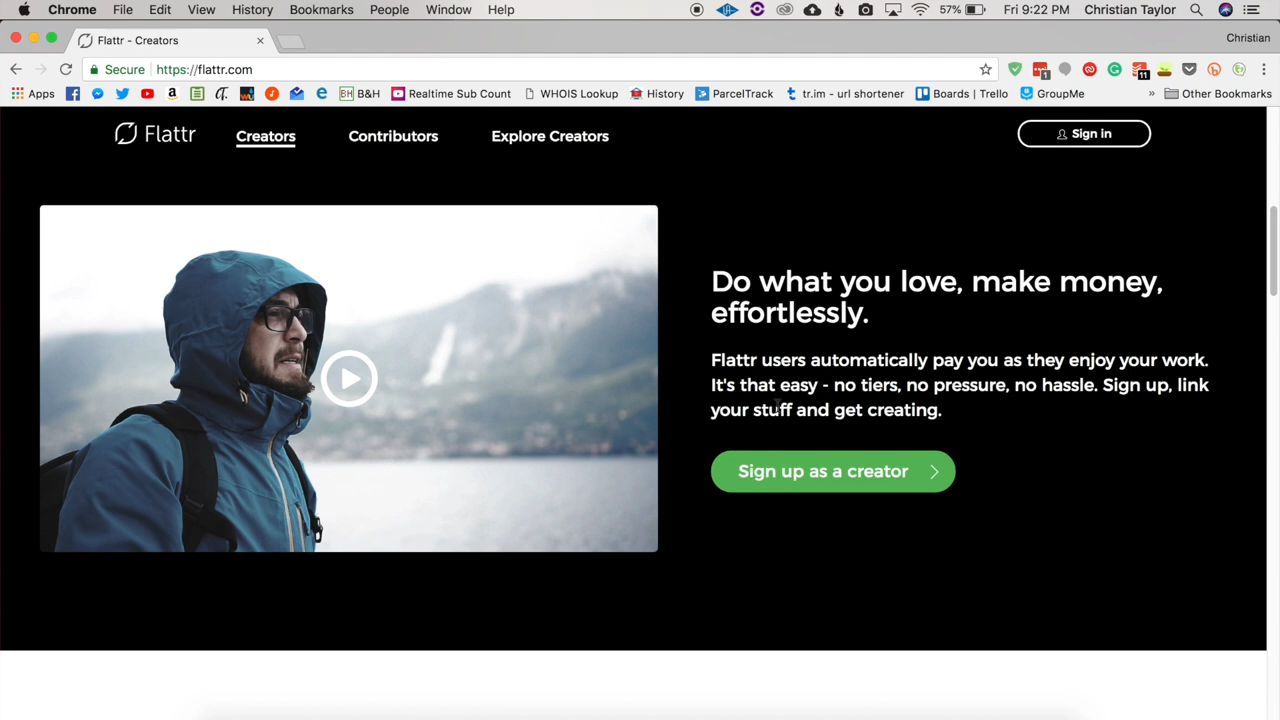 Chrome File Edit View History Bookmarks People Window Help 57% Fri 9:22 PM Christian Taylor
Flattr - Creators Christian
Secure https://flattr.com 1 11
Apps B&H Realtime Sub Count WHOIS Lookup History ParcelTrack tr.im - url shortener Boards | Trello GroupMe » Other Bookmarks
Flattr Creators Contributors Explore Creators Sign in
Do what you love, make money,
effortlessly.
Flattr users automatically pay you as they enjoy your work.
It's that easy - no tiers, no pressure, no hassle. Sign up, link
your stuff and get creating.
Sign up as a creator